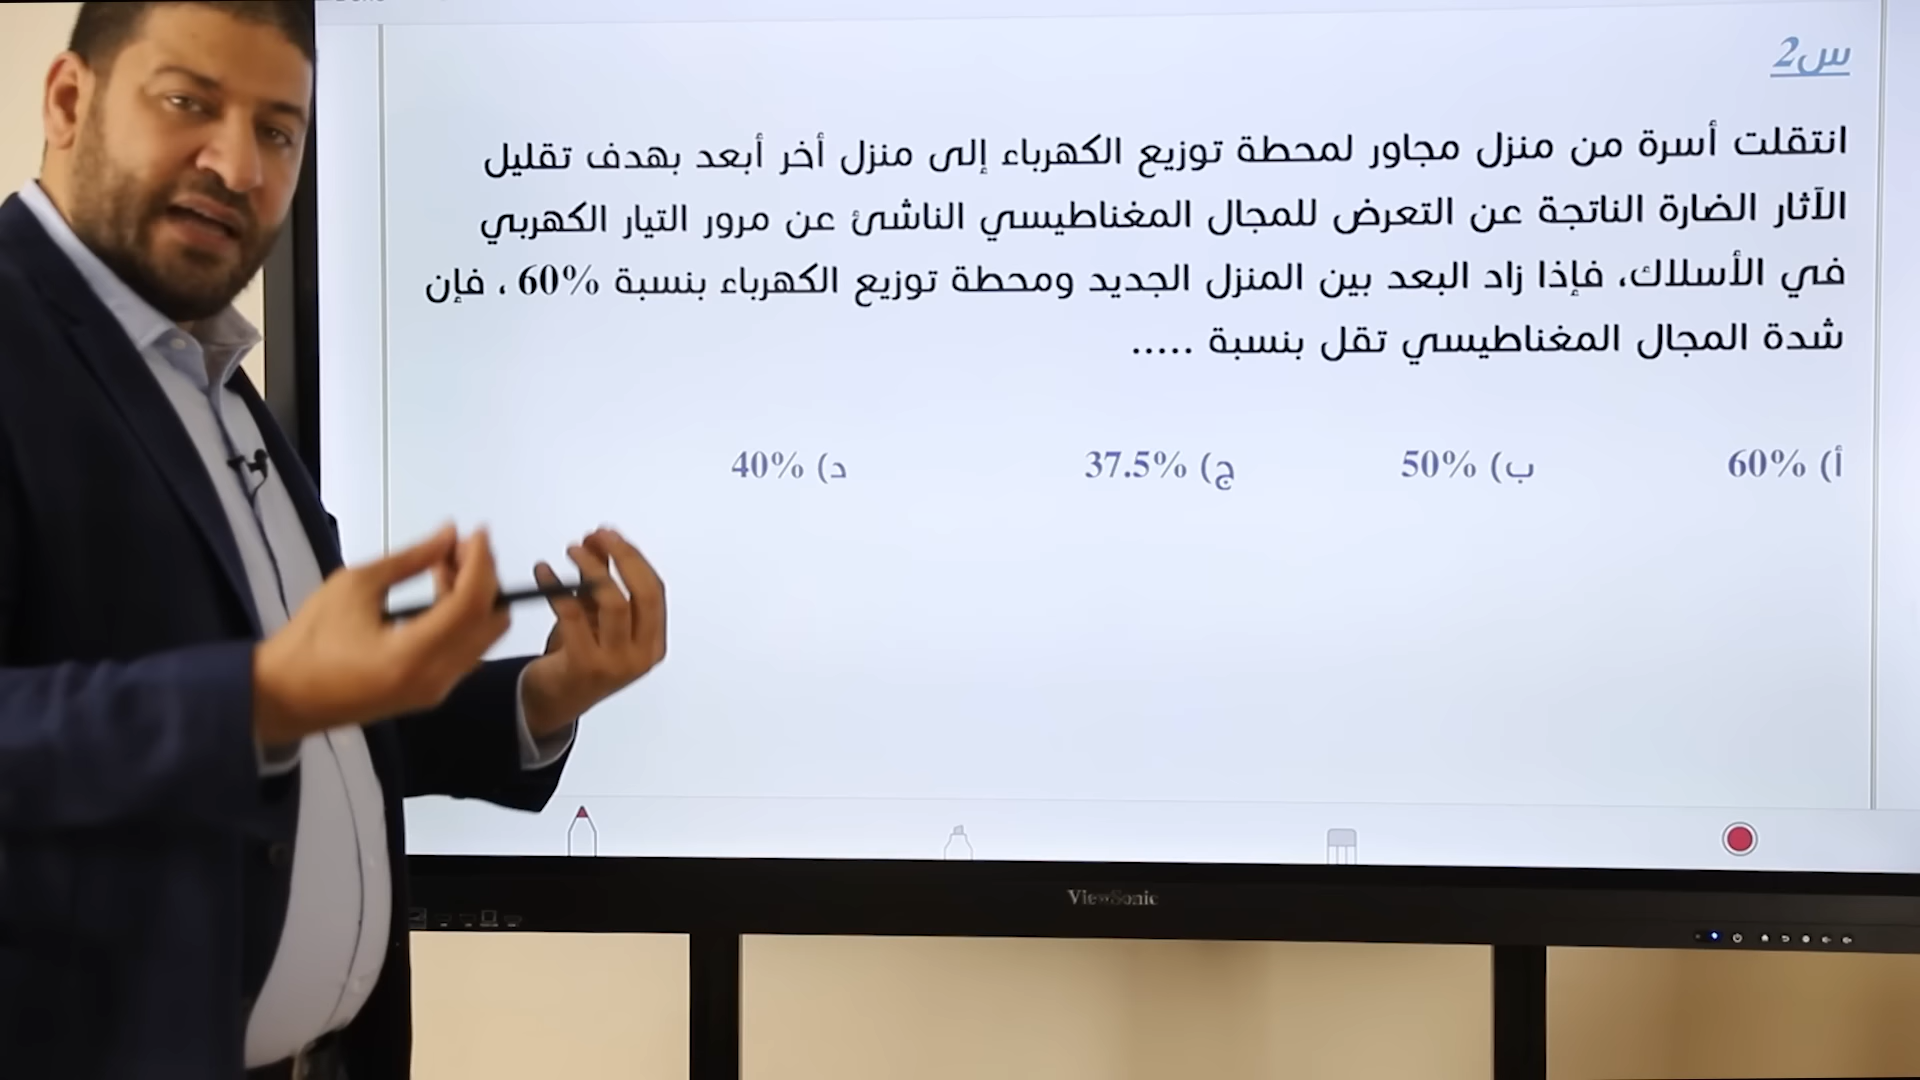 س2
انتقلت أسرة من منزل مجاور لمحطة توزيع الكهرباء إلى منزل أخر أبعد بهدف تقليل
الآثار الضارة الناتجة عن التعرض للمجال المغناطيسي الناشئ عن مرور التيار الكهربي
في الأسلاك، فإذا زاد البعد بين المنزل الجديد ومحطة توزيع الكهرباء بنسبة 60% ، فإن
شدة المجال المغناطيسي تقل بنسبة .....
أ) 60% ب) 50% ج) 37.5% د) 40%
ViewSonic